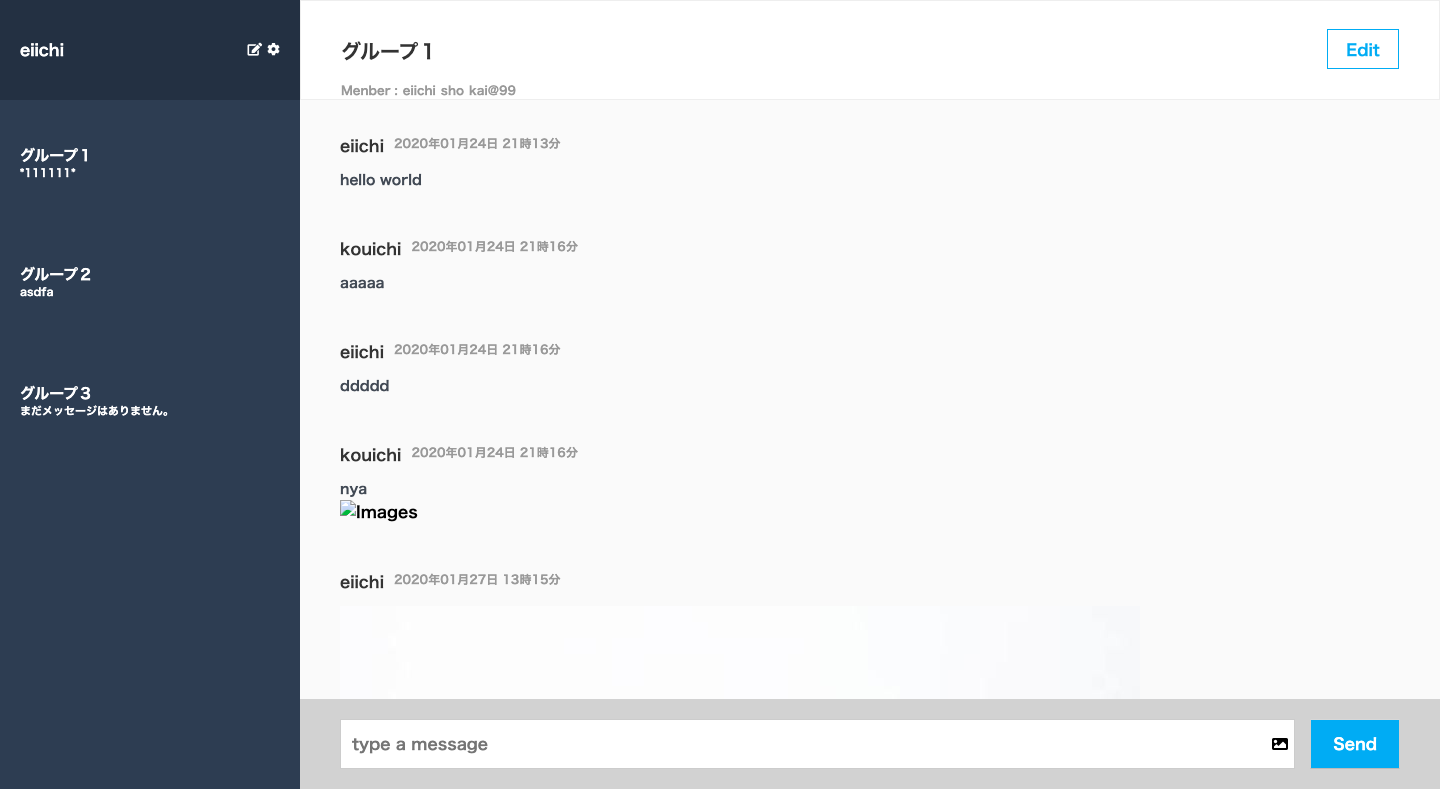 eiichi
グループ１
*111111*
グループ２
asdfa
グループ３
まだメッセージはありません。
グループ１
Edit
Menber : eiichi sho kai@99
eiichi 2020年01月24日 21時13分
hello world
kouichi 2020年01月24日 21時16分
aaaaa
eiichi 2020年01月24日 21時16分
ddddd
kouichi 2020年01月24日 21時16分
nya
Images
eiichi 2020年01月27日 13時15分
type a message
Send